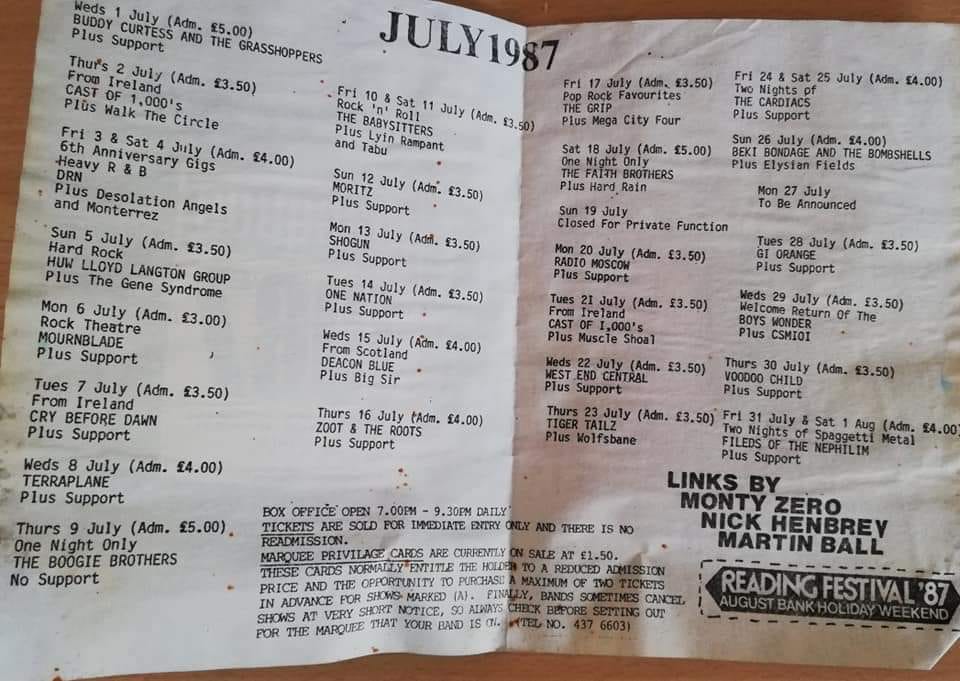 JULY 1987
Weds 1 July (Adm. £5.00)
BUDDY CURTESS AND THE GRASSHOPPERS
Plus Support
Thurs 2 July (Adm. £3.50)
From Ireland
CAST OF 1,000's
Plus Walk The Circle
Fri 3 & Sat 4 July (Adm. £4.00)
6th Anniversary Gigs
Heavy R & B
DRN
Plus Desolation Angels
and Monterrez
Sun 5 July (Adm. £3.50)
Hard Rock
HUW LLOYD LANGTON GROUP
Plus The Gene Syndrome
Mon 6 July (Adm. £3.00)
Rock Theatre
MOURNBLADE
Plus Support
Tues 7 July (Adm. £3.50)
From Ireland
CRY BEFORE DAWN
Plus Support
Weds 8 July (Adm. £4.00)
TERRAPLANE
Plus Support
Thurs 9 July (Adm. £5.00)
One Night Only
THE BOOGIE BROTHERS
No Support
Fri 10 & Sat 11 July (Adm. £3.50)
Rock 'n' Roll
THE BABYSITTERS
Plus Lyin Rampant
and Tabu
Sun 12 July (Adm. £3.50)
MORITZ
Plus Support
Mon 13 July (Adm. £3.50)
SHOGUN
Plus Support
Tues 14 July (Adm. £3.50)
ONE NATION
Plus Support
Weds 15 July (Adm. £4.00)
From Scotland
DEACON BLUE
Plus Big Sir
Thurs 16 July (Adm. £4.00)
ZOOT & THE ROOTS
Plus Support
Fri 17 July (Adm. £3.50)
Pop Rock Favourites
THE GRIP
Plus Mega City Four
Sat 18 July (Adm. £5.00)
One Night Only
THE FAITH BROTHERS
Plus Hard Rain
Sun 19 July
Closed For Private Function
Mon 20 July (Adm. £3.50)
RADIO MOSCOW
Plus Support
Tues 21 July (Adm. £3.50)
From Ireland
CAST OF 1,000's
Plus Muscle Shoal
Weds 22 July (Adm. £3.50)
WEST END CENTRAL
Plus Support
Thurs 23 July (Adm. £3.50)
TIGER TAILZ
Plus Wolfsbane
Fri 24 & Sat 25 July (Adm. £4.00)
Two Nights of
THE CARDIACS
Plus Support
Sun 26 July (Adm. £4.00)
BEKI BONDAGE AND THE BOMBSHELLS
Plus Elysian Fields
Mon 27 July
To Be Announced
Tues 28 July (Adm. £3.50)
GI ORANGE
Plus Support
Weds 29 July (Adm. £3.50)
Welcome Return Of The
BOYS WONDER
Plus CSMIOI
Thurs 30 July (Adm. £3.50)
VOODOO CHILD
Plus Support
Fri 31 July & Sat 1 Aug (Adm. £4.00)
Two Nights of Spaggetti Metal
FILEDS OF THE NEPHILIM
Plus Support
BOX OFFICE OPEN 7.00PM - 9.30PM DAILY
TICKETS ARE SOLD FOR IMMEDIATE ENTRY ONLY AND THERE IS NO
READMISSION.
MARQUEE PRIVILAGE CARDS ARE CURRENTLY ON SALE AT £1.50.
THESE CARDS NORMALLY ENTITLE THE HOLDER TO A REDUCED ADMISSION
PRICE AND THE OPPORTUNITY TO PURCHASE A MAXIMUM OF TWO TICKETS
IN ADVANCE FOR SHOWS MARKED (A). FINALLY, BANDS SOMETIMES CANCEL
SHOWS AT VERY SHORT NOTICE, SO ALWAYS CHECK BEFORE SETTING OUT
FOR THE MARQUEE THAT YOUR BAND IS ON. (TEL NO. 437 6603)
LINKS BY
MONTY ZERO
NICK HENBREY
MARTIN BALL
READING FESTIVAL '87
AUGUST BANK HOLIDAY WEEKEND